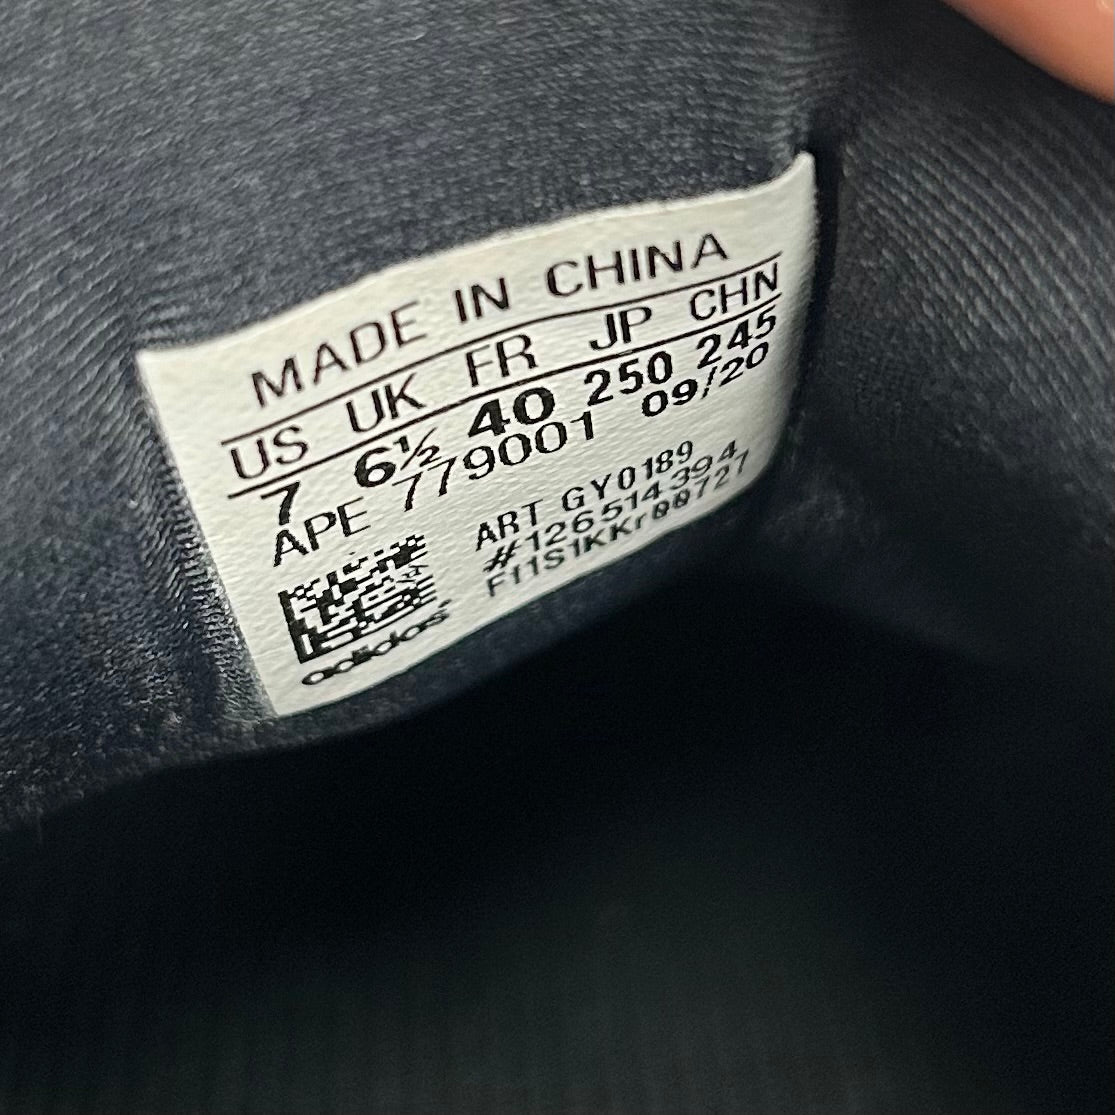 MADE IN CHINA
US UK FR JP CHN
7 6½ 40 250 245
APE 779001 09/20
ART GY0189
#126514394
F11S1KKr00727
adidas